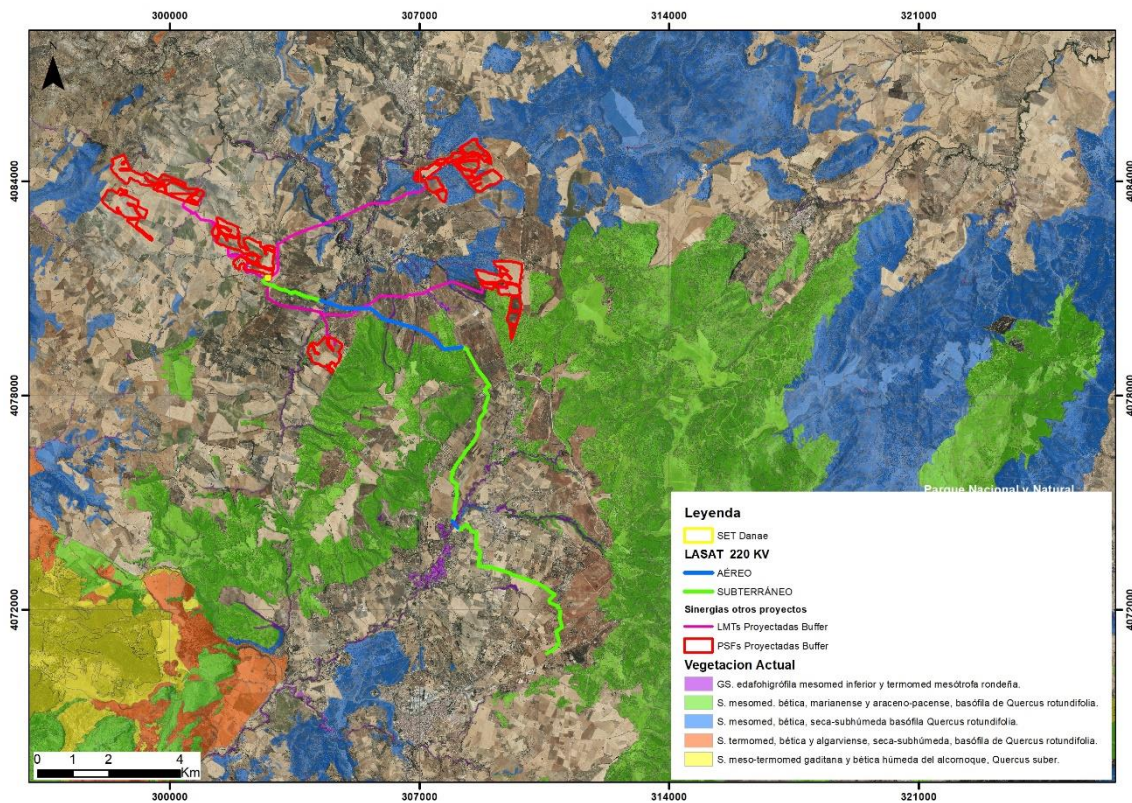 300000 307000 314000 321000
N
4084000 4084000
4078000 4078000
4072000 4072000
Parque Nacional y Natural
Leyenda
SET Danae
LASAT 220 KV
AÉREO
SUBTERRÁNEO
Sinergias otros proyectos
LMTs Proyectadas Buffer
PSFs Proyectadas Buffer
Vegetacion Actual
GS. edafohigrófila mesomed inferior y termomed mesótrofa rondeña.
S. mesomed. bética, marianense y araceno-pacense, basófila de Quercus rotundifolia.
S. mesomed, bética, seca-subhúmeda basófila Quercus rotundifolia.
S. termomed, bética y algarviense, seca-subhúmeda, basófila de Quercus rotundifolia.
S. meso-termomed gaditana y bética húmeda del alcornoque, Quercus suber.
0 1 2 4
Km
300000 307000 314000 321000